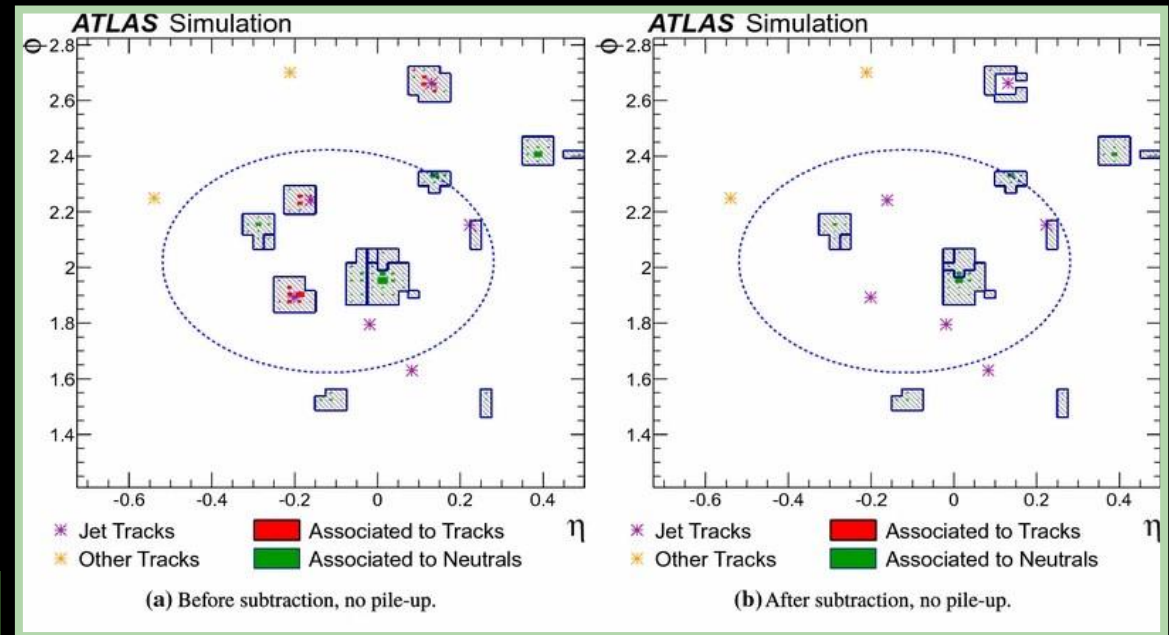 ATLAS Simulation
φ
2.8
2.6
2.4
2.2
2
1.8
1.6
1.4
-0.6 -0.4 -0.2 0 0.2 0.4
η
Jet Tracks Associated to Tracks
Other Tracks Associated to Neutrals
(a) Before subtraction, no pile-up.
ATLAS Simulation
φ
2.8
2.6
2.4
2.2
2
1.8
1.6
1.4
-0.6 -0.4 -0.2 0 0.2 0.4
η
Jet Tracks Associated to Tracks
Other Tracks Associated to Neutrals
(b) After subtraction, no pile-up.